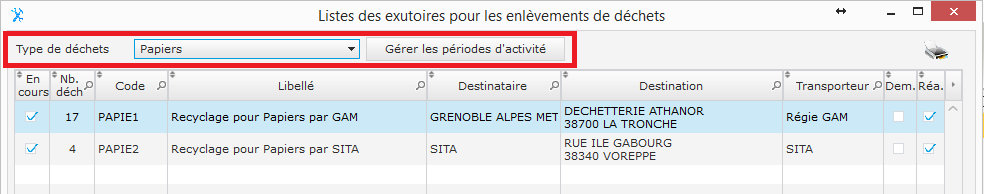 Listes des exutoires pour les enlèvements de déchets
Type de déchets Papiers Gérer les périodes d'activité
En cours Nb. déch Code Libellé Destinataire Destination Transporteur Dem. Réa.
17 PAPIE1 Recyclage pour Papiers par GAM GRENOBLE ALPES MET DECHETTERIE ATHANOR Régie GAM
38700 LA TRONCHE
4 PAPIE2 Recyclage pour Papiers par SITA SITA RUE ILE GABOURG SITA
38340 VOREPPE